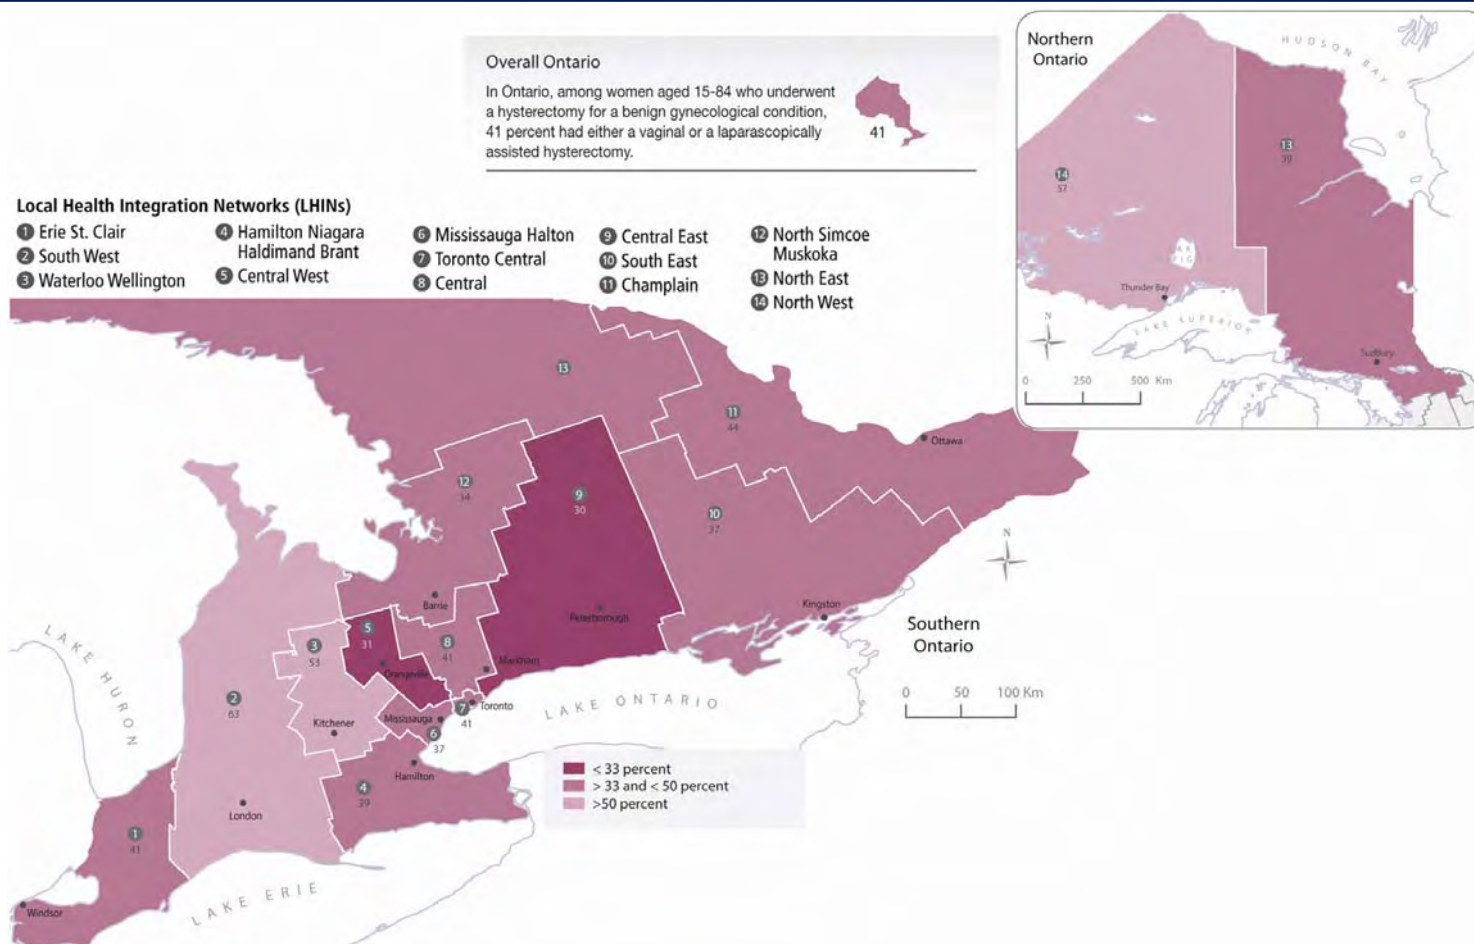 Overall Ontario
In Ontario, among women aged 15-84 who underwent
a hysterectomy for a benign gynecological condition,
41 percent had either a vaginal or a laparascopically
assisted hysterectomy.
41
Local Health Integration Networks (LHINs)
1 Erie St. Clair
2 South West
3 Waterloo Wellington
4 Hamilton Niagara
Haldimand Brant
5 Central West
6 Mississauga Halton
7 Toronto Central
8 Central
9 Central East
10 South East
11 Champlain
12 North Simcoe
Muskoka
13 North East
14 North West
Northern
Ontario
HUDSON BAY
13
39
14
57
Thunder Bay
LAKE SUPERIOR
Sudbury
N
0 250 500 Km
13
11
44
Ottawa
12
34
9
30
10
37
N
Barrie
Peterborough
Kingston
Southern
Ontario
5
31
8
41
3
53
Orangeville
Markham
LAKE HURON
2
63
Kitchener
Mississauga
7
41
Toronto
LAKE ONTARIO
0 50 100 Km
6
37
Hamilton
4
39
London
1
41
Windsor
LAKE ERIE
< 33 percent
> 33 and < 50 percent
>50 percent